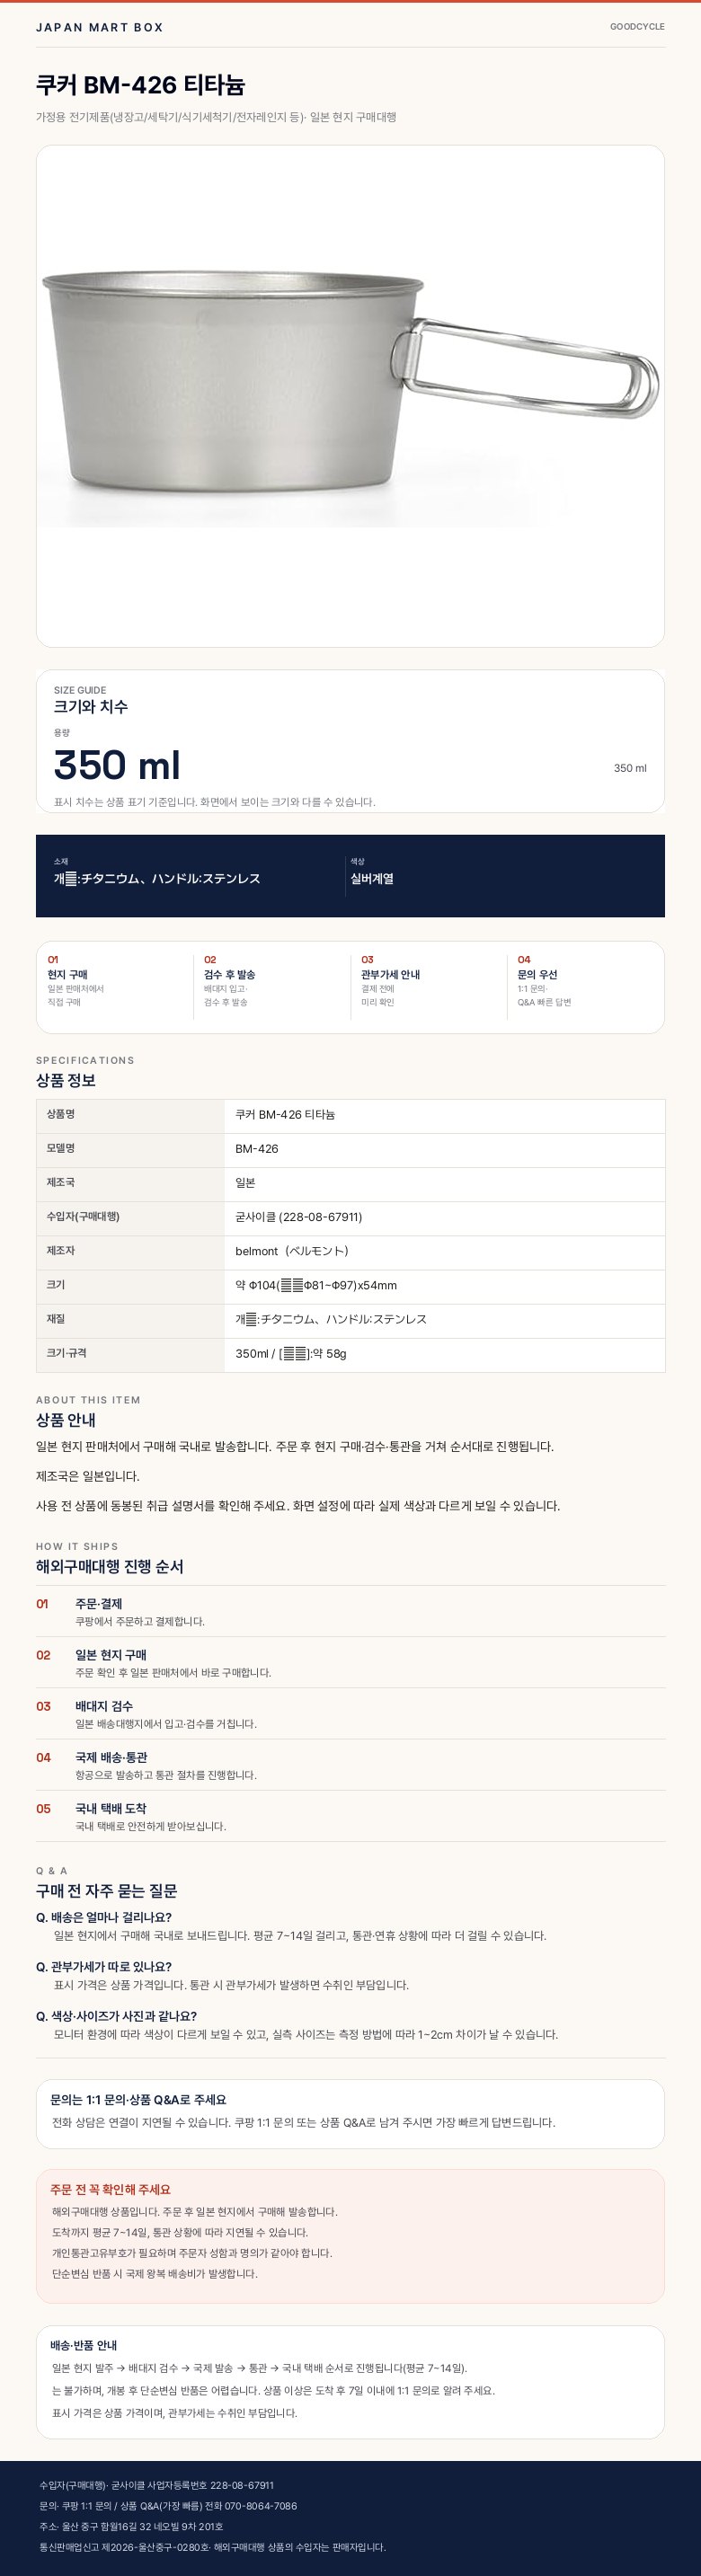 JAPAN MART BOX
GOODCYCLE
쿠커 BM-426 티타늄
가정용 전기제품(냉장고/세탁기/식기세척기/전자레인지 등)· 일본 현지 구매대행
SIZE GUIDE
크기와 치수
용량
350 ml
350 ml
표시 치수는 상품 표기 기준입니다. 화면에서 보이는 크기와 다를 수 있습니다.
소재
개:チタニウム、ハンドル:ステンレス
색상
실버계열
01
현지 구매
일본 판매처에서
직접 구매
02
검수 후 발송
배대지 입고·
검수 후 발송
03
관부가세 안내
결제 전에
미리 확인
04
문의 우선
1:1 문의·
Q&A 빠른 답변
SPECIFICATIONS
상품 정보
상품명 쿠커 BM-426 티타늄
모델명 BM-426
제조국 일본
수입자(구매대행) 굳사이클 (228-08-67911)
제조자 belmont（ベルモント）
크기 약 Φ104(Φ81~Φ97)x54mm
재질 개:チタニウム、ハンドル:ステンレス
크기·규격 350ml / []:약 58g
ABOUT THIS ITEM
상품 안내
일본 현지 판매처에서 구매해 국내로 발송합니다. 주문 후 현지 구매·검수·통관을 거쳐 순서대로 진행됩니다.
제조국은 일본입니다.
사용 전 상품에 동봉된 취급 설명서를 확인해 주세요. 화면 설정에 따라 실제 색상과 다르게 보일 수 있습니다.
HOW IT SHIPS
해외구매대행 진행 순서
01 주문·결제
쿠팡에서 주문하고 결제합니다.
02 일본 현지 구매
주문 확인 후 일본 판매처에서 바로 구매합니다.
03 배대지 검수
일본 배송대행지에서 입고·검수를 거칩니다.
04 국제 배송·통관
항공으로 발송하고 통관 절차를 진행합니다.
05 국내 택배 도착
국내 택배로 안전하게 받아보십니다.
Q & A
구매 전 자주 묻는 질문
Q. 배송은 얼마나 걸리나요?
일본 현지에서 구매해 국내로 보내드립니다. 평균 7~14일 걸리고, 통관·연휴 상황에 따라 더 걸릴 수 있습니다.
Q. 관부가세가 따로 있나요?
표시 가격은 상품 가격입니다. 통관 시 관부가세가 발생하면 수취인 부담입니다.
Q. 색상·사이즈가 사진과 같나요?
모니터 환경에 따라 색상이 다르게 보일 수 있고, 실측 사이즈는 측정 방법에 따라 1~2cm 차이가 날 수 있습니다.
문의는 1:1 문의·상품 Q&A로 주세요
전화 상담은 연결이 지연될 수 있습니다. 쿠팡 1:1 문의 또는 상품 Q&A로 남겨 주시면 가장 빠르게 답변드립니다.
주문 전 꼭 확인해 주세요
해외구매대행 상품입니다. 주문 후 일본 현지에서 구매해 발송합니다.
도착까지 평균 7~14일, 통관 상황에 따라 지연될 수 있습니다.
개인통관고유부호가 필요하며 주문자 성함과 명의가 같아야 합니다.
단순변심 반품 시 국제 왕복 배송비가 발생합니다.
배송·반품 안내
일본 현지 발주 → 배대지 검수 → 국제 발송 → 통관 → 국내 택배 순서로 진행됩니다(평균 7~14일).
는 불가하며, 개봉 후 단순변심 반품은 어렵습니다. 상품 이상은 도착 후 7일 이내에 1:1 문의로 알려 주세요.
표시 가격은 상품 가격이며, 관부가세는 수취인 부담입니다.
수입자(구매대행)· 굳사이클 사업자등록번호 228-08-67911
문의· 쿠팡 1:1 문의 / 상품 Q&A(가장 빠름) 전화 070-8064-7086
주소· 울산 중구 함월16길 32 네오빌 9차 201호
통신판매업신고 제2026-울산중구-0280호· 해외구매대행 상품의 수입자는 판매자입니다.